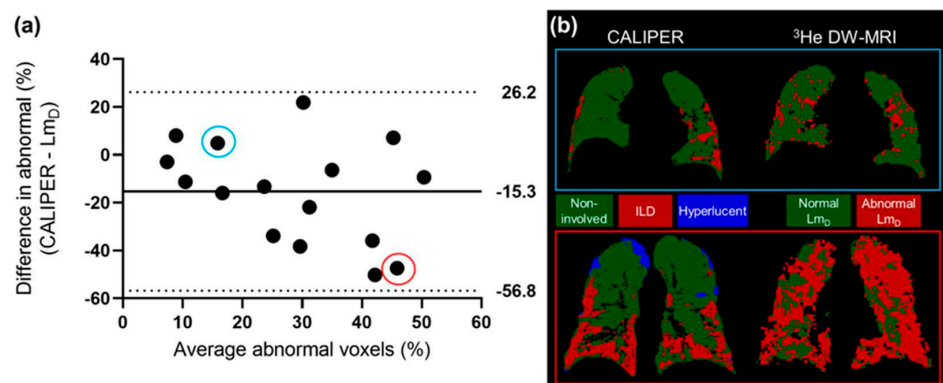 (a)
Difference in abnormal (%)
(CALIPER - LmD)
40
20
0
-20
-40
-60
26.2
-15.3
-56.8
0 10 20 30 40 50 60
Average abnormal voxels (%)
(b)
CALIPER ³He DW-MRI
Non-
involved
ILD
Hyperlucent
Normal
LmD
Abnormal
LmD